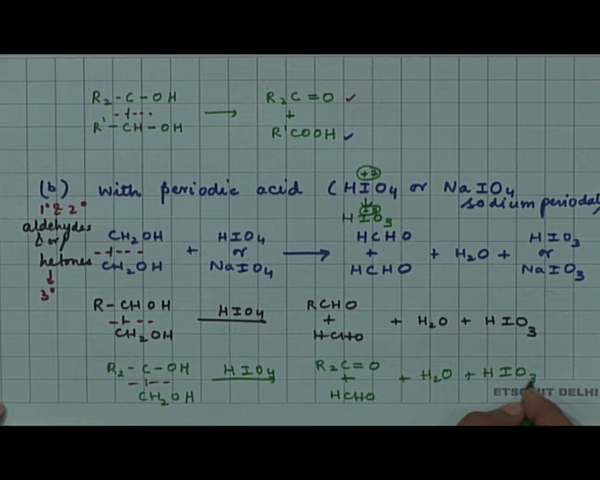 R₂-C-OH → R₂C=O ✓
+
R'-CH-OH R'COOH ✓
+7
(b) with periodic acid (HIO₄ or NaIO₄
1° & 2° ↓ sodium periodat
HIO₃
aldehydes CH₂OH + HIO₄ → HCHO + H₂O + HIO₃
or or + or
ketones CH₂OH NaIO₄ HCHO NaIO₃
↓
3°
R-CHOH HIO₄ RCHO + H₂O + HIO₃
+
CH₂OH HCHO
R₂-C-OH HIO₄ R₂C=O + H₂O + HIO₃
+
CH₂OH HCHO
DELHI